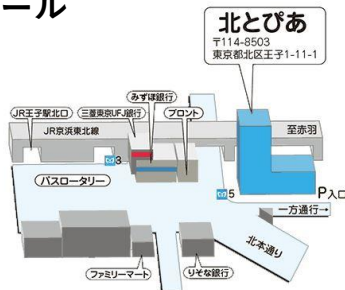 ール
北とぴあ
〒114-8503
東京都北区王子1-11-1
みずほ銀行
JR王子駅北口
三菱東京UFJ銀行
プロント
JR京浜東北線
至赤羽
3
バスロータリー
5
P入口
一方通行→
北本通り
ファミリーマート
りそな銀行